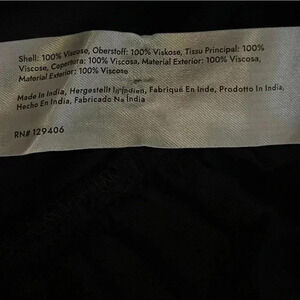 Shell: 100% Viscose, Oberstoff: 100% Viskose, Tissu Principal: 100%
Viscose, Copertura: 100% Viscosa, Material Exterior: 100% Viscosa,
Material Exterior: 100% Viscose
Made In India, Hergestellt In Indien, Fabriqué En Inde, Prodotto In India,
Hecho En India, Fabricado Na Índia
RN# 129406